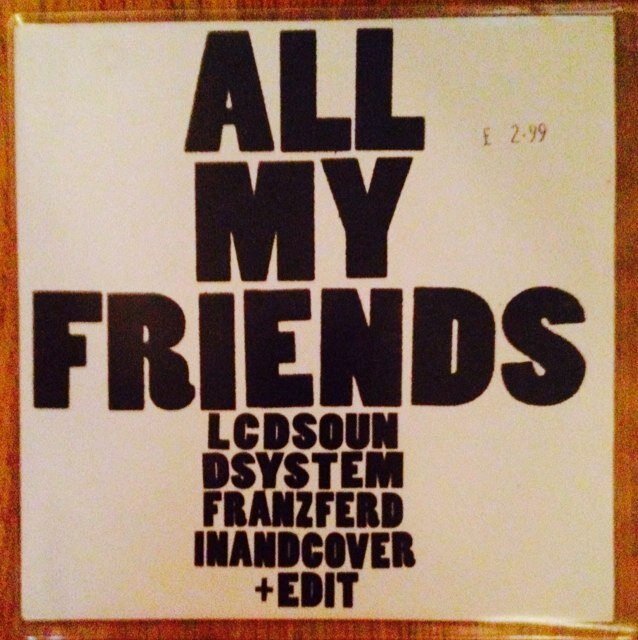 ALL
£ 2.99
MY
FRIENDS
LCDSOUN
DSYSTEM
FRANZFERD
INANDCOVER
+EDIT